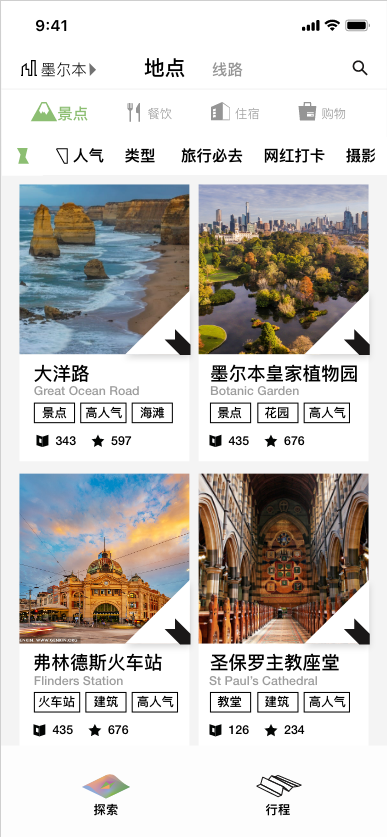 9:41
墨尔本 地点 线路
景点 餐饮 住宿 购物
人气 类型 旅行必去 网红打卡 摄影
大洋路
Great Ocean Road
景点 高人气 海滩
343 597
墨尔本皇家植物园
Botanic Garden
景点 花园 高人气
435 676
弗林德斯火车站
Flinders Station
火车站 建筑 高人气
435 676
圣保罗主教座堂
St Paul's Cathedral
教堂 建筑 高人气
126 234
探索 行程